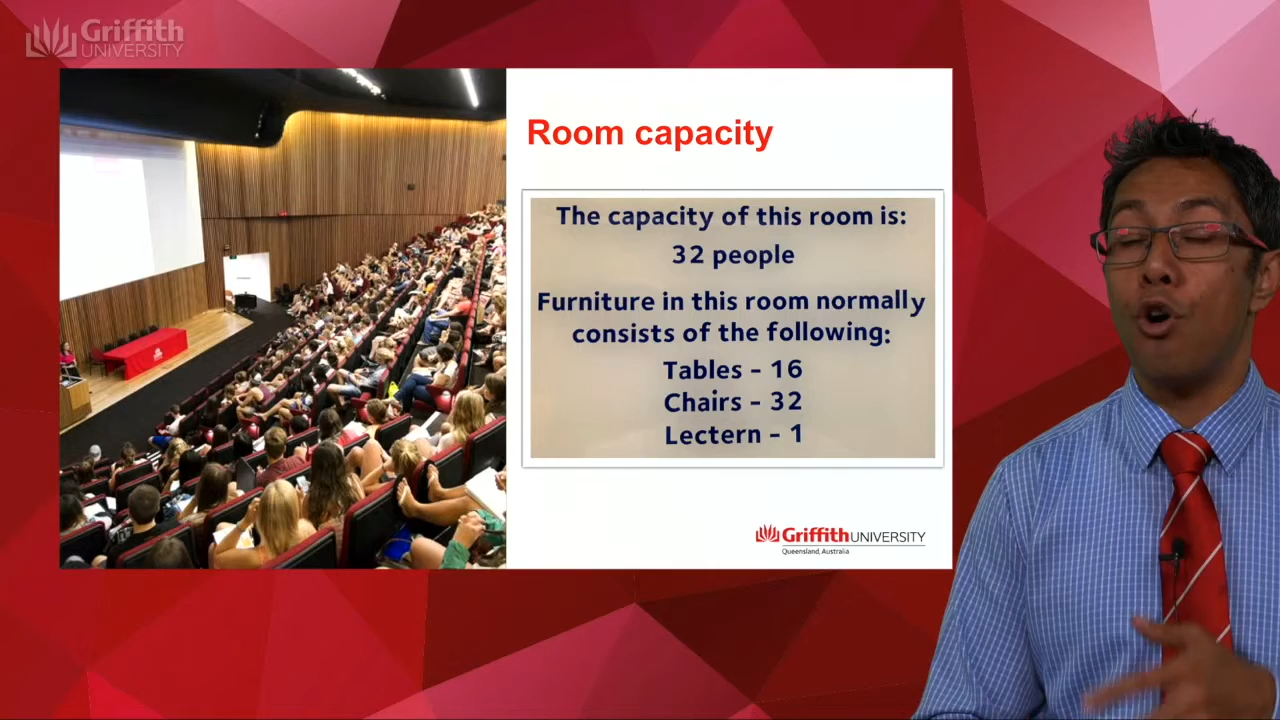 Griffith
UNIVERSITY
Room capacity
The capacity of this room is:
32 people
Furniture in this room normally
consists of the following:
Tables - 16
Chairs - 32
Lectern - 1
Griffith UNIVERSITY
Queensland, Australia